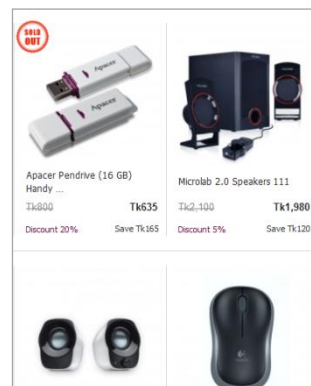 SOLD
OUT
Apacer
Apacer
Apacer Pendrive (16 GB)
Handy ...
Tk800 Tk635
Discount 20% Save Tk165
Microlab 2.0 Speakers 111
Tk2,100 Tk1,980
Discount 5% Save Tk120